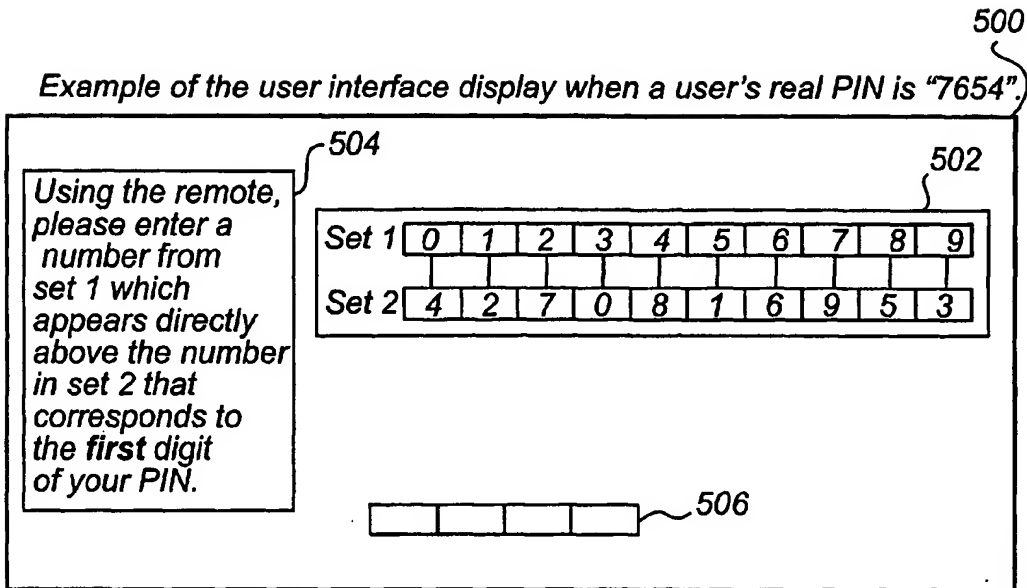 500
Example of the user interface display when a user's real PIN is "7654".
504
502
Using the remote,
please enter a
number from
set 1 which
appears directly
above the number
in set 2 that
corresponds to
the first digit
of your PIN.
Set 1 0 1 2 3 4 5 6 7 8 9
Set 2 4 2 7 0 8 1 6 9 5 3
506